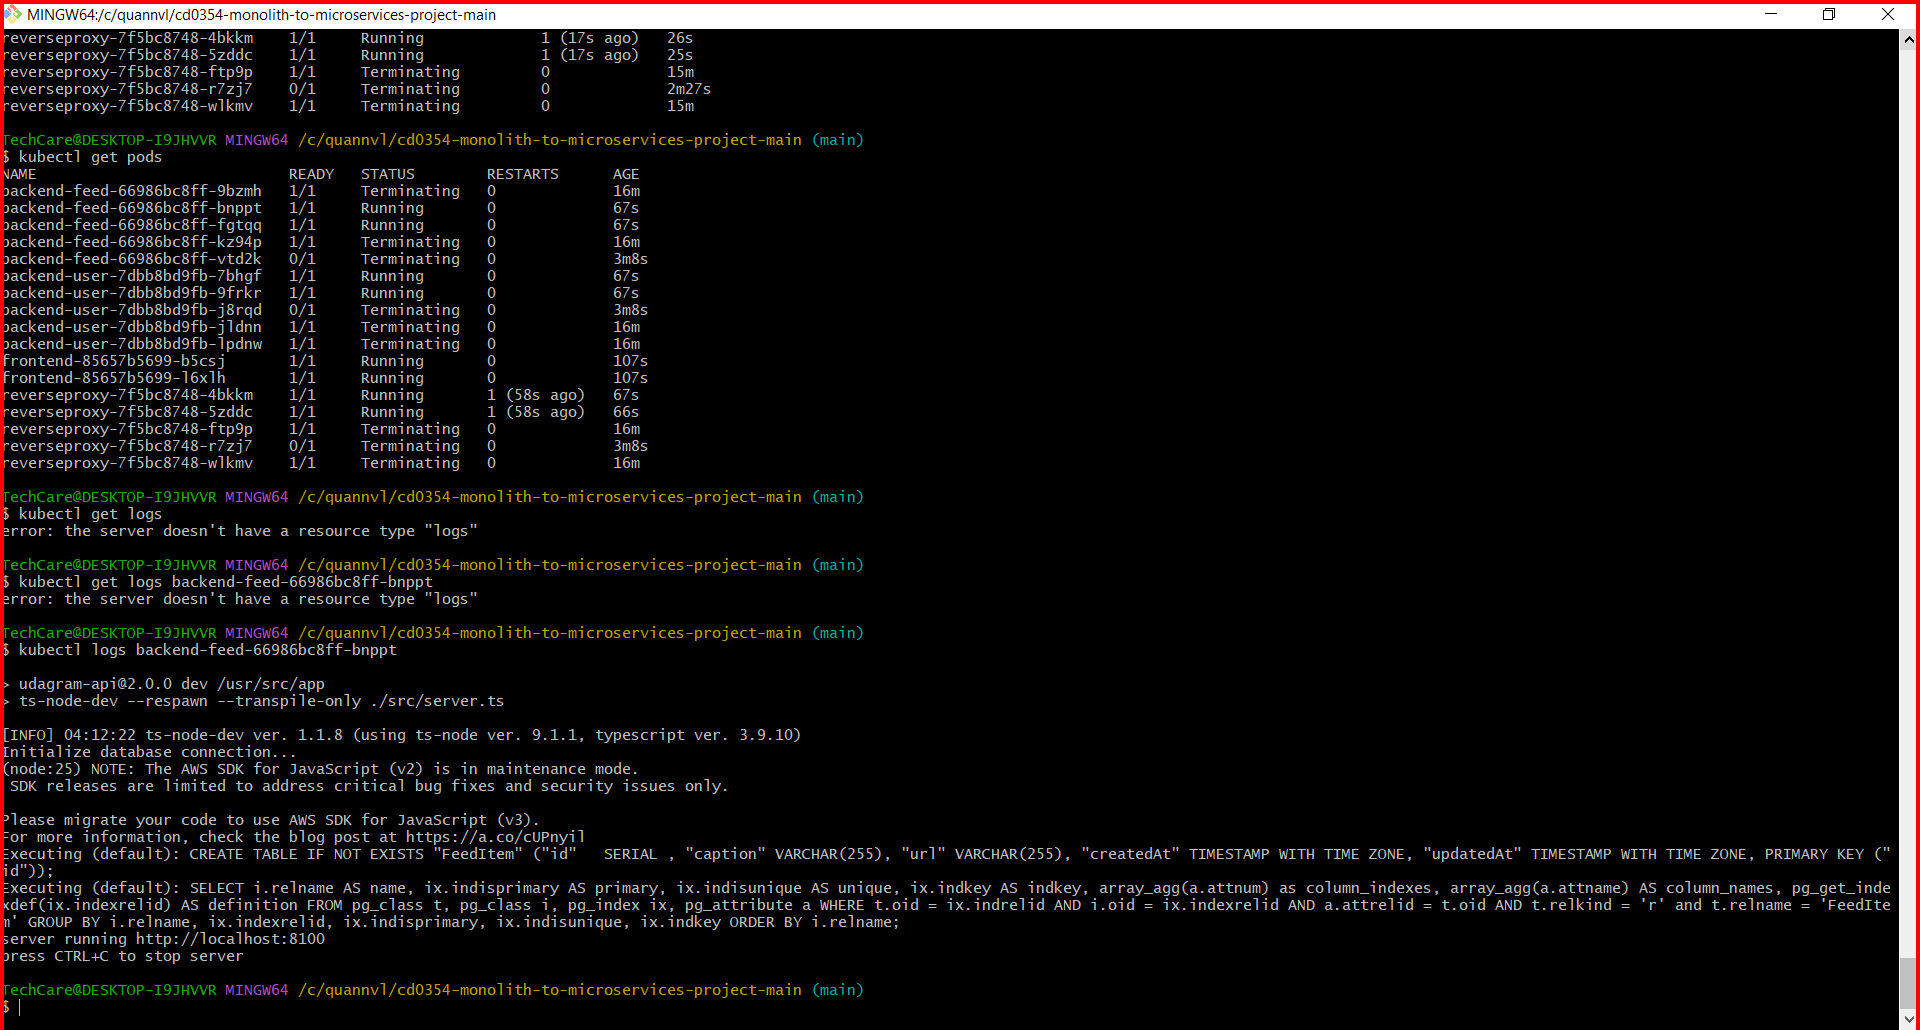 MINGW64:/c/quannvl/cd0354-monolith-to-microservices-project-main
reverseproxy-7f5bc8748-4bkkm    1/1     Running             1 (17s ago)   26s
reverseproxy-7f5bc8748-5zddc    1/1     Running             1 (17s ago)   25s
reverseproxy-7f5bc8748-ftp9p    1/1     Terminating         0             15m
reverseproxy-7f5bc8748-r7zj7    0/1     Terminating         0             2m27s
reverseproxy-7f5bc8748-wlkmv    1/1     Terminating         0             15m
TechCare@DESKTOP-I9JHVVR MINGW64 /c/quannvl/cd0354-monolith-to-microservices-project-main (main)
$ kubectl get pods
NAME                            READY   STATUS        RESTARTS      AGE
backend-feed-66986bc8ff-9bzmh   1/1     Terminating   0             16m
backend-feed-66986bc8ff-bnppt   1/1     Running       0             67s
backend-feed-66986bc8ff-fgtqq   1/1     Running       0             67s
backend-feed-66986bc8ff-kz94p   1/1     Terminating   0             16m
backend-feed-66986bc8ff-vtd2k   0/1     Terminating   0             3m8s
backend-user-7dbb8bd9fb-7bhgf   1/1     Running       0             67s
backend-user-7dbb8bd9fb-9frkr   1/1     Running       0             67s
backend-user-7dbb8bd9fb-j8rqd   0/1     Terminating   0             3m8s
backend-user-7dbb8bd9fb-jldnn   1/1     Terminating   0             16m
backend-user-7dbb8bd9fb-lpdnw   1/1     Terminating   0             16m
frontend-85657b5699-b5csj       1/1     Running       0             107s
frontend-85657b5699-l6xlh       1/1     Running       0             107s
reverseproxy-7f5bc8748-4bkkm    1/1     Running       1 (58s ago)   67s
reverseproxy-7f5bc8748-5zddc    1/1     Running       1 (58s ago)   66s
reverseproxy-7f5bc8748-ftp9p    1/1     Terminating   0             16m
reverseproxy-7f5bc8748-r7zj7    0/1     Terminating   0             3m8s
reverseproxy-7f5bc8748-wlkmv    1/1     Terminating   0             16m
TechCare@DESKTOP-I9JHVVR MINGW64 /c/quannvl/cd0354-monolith-to-microservices-project-main (main)
$ kubectl get logs
error: the server doesn't have a resource type "logs"
TechCare@DESKTOP-I9JHVVR MINGW64 /c/quannvl/cd0354-monolith-to-microservices-project-main (main)
$ kubectl get logs backend-feed-66986bc8ff-bnppt
error: the server doesn't have a resource type "logs"
TechCare@DESKTOP-I9JHVVR MINGW64 /c/quannvl/cd0354-monolith-to-microservices-project-main (main)
$ kubectl logs backend-feed-66986bc8ff-bnppt
> udagram-api@2.0.0 dev /usr/src/app
> ts-node-dev --respawn --transpile-only ./src/server.ts
[INFO] 04:12:22 ts-node-dev ver. 1.1.8 (using ts-node ver. 9.1.1, typescript ver. 3.9.10)
Initialize database connection...
(node:25) NOTE: The AWS SDK for JavaScript (v2) is in maintenance mode.
SDK releases are limited to address critical bug fixes and security issues only.
Please migrate your code to use AWS SDK for JavaScript (v3).
For more information, check the blog post at https://a.co/cUPnyil
Executing (default): CREATE TABLE IF NOT EXISTS "FeedItem" ("id"   SERIAL , "caption" VARCHAR(255), "url" VARCHAR(255), "createdAt" TIMESTAMP WITH TIME ZONE, "updatedAt" TIMESTAMP WITH TIME ZONE, PRIMARY KEY ("
id"));
Executing (default): SELECT i.relname AS name, ix.indisprimary AS primary, ix.indisunique AS unique, ix.indkey AS indkey, array_agg(a.attnum) as column_indexes, array_agg(a.attname) AS column_names, pg_get_inde
xdef(ix.indexrelid) AS definition FROM pg_class t, pg_class i, pg_index ix, pg_attribute a WHERE t.oid = ix.indrelid AND i.oid = ix.indexrelid AND a.attrelid = t.oid AND t.relkind = 'r' and t.relname = 'FeedIte
m' GROUP BY i.relname, ix.indexrelid, ix.indisprimary, ix.indisunique, ix.indkey ORDER BY i.relname;
server running http://localhost:8100
press CTRL+C to stop server
TechCare@DESKTOP-I9JHVVR MINGW64 /c/quannvl/cd0354-monolith-to-microservices-project-main (main)
$